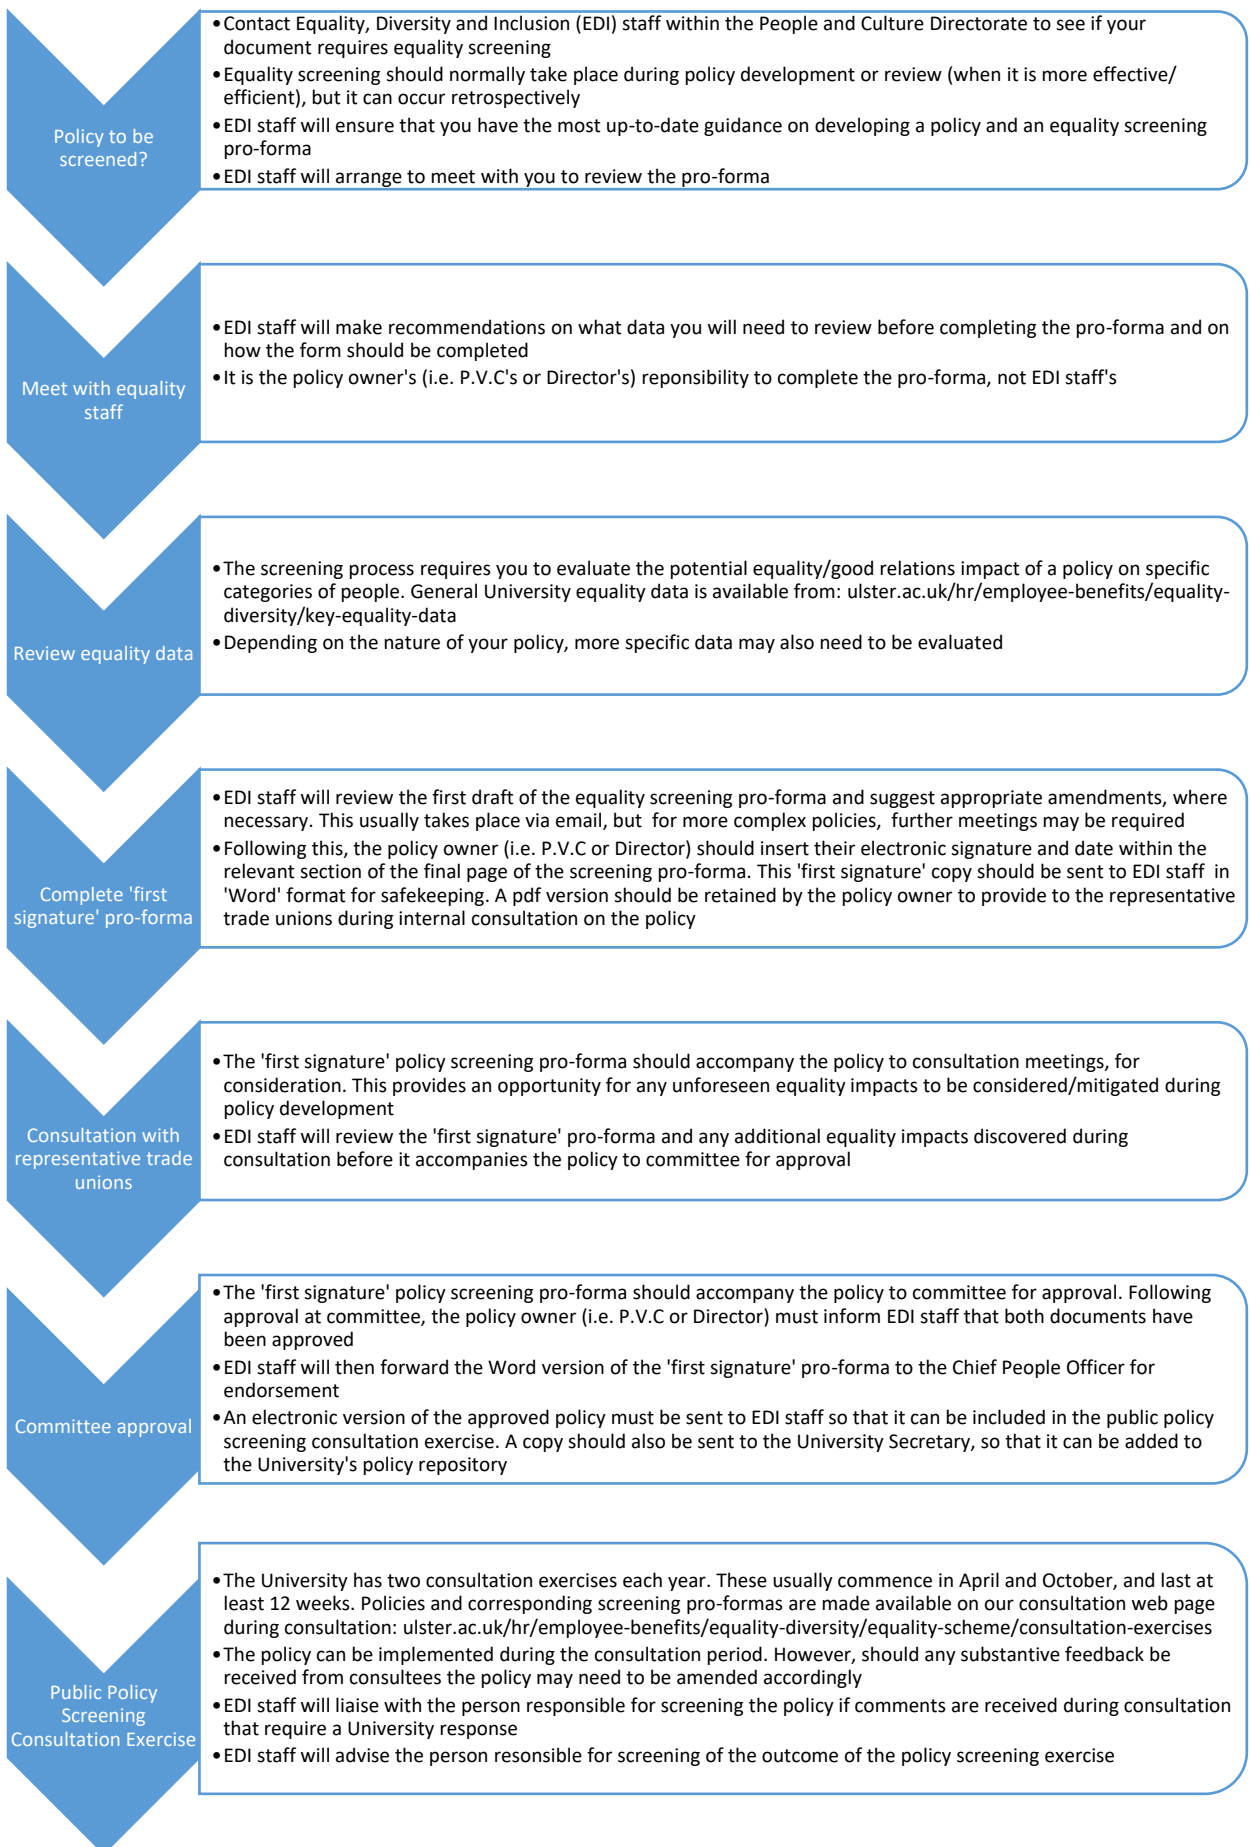 Policy to be
screened?
•Contact Equality, Diversity and Inclusion (EDI) staff within the People and Culture Directorate to see if your
document requires equality screening
•Equality screening should normally take place during policy development or review (when it is more effective/
efficient), but it can occur retrospectively
•EDI staff will ensure that you have the most up-to-date guidance on developing a policy and an equality screening
pro-forma
•EDI staff will arrange to meet with you to review the pro-forma
Meet with equality
staff
•EDI staff will make recommendations on what data you will need to review before completing the pro-forma and on
how the form should be completed
•It is the policy owner's (i.e. P.V.C's or Director's) reponsibility to complete the pro-forma, not EDI staff's
Review equality data
•The screening process requires you to evaluate the potential equality/good relations impact of a policy on specific
categories of people. General University equality data is available from: ulster.ac.uk/hr/employee-benefits/equality-
diversity/key-equality-data
•Depending on the nature of your policy, more specific data may also need to be evaluated
Complete 'first
signature' pro-forma
•EDI staff will review the first draft of the equality screening pro-forma and suggest appropriate amendments, where
necessary. This usually takes place via email, but for more complex policies, further meetings may be required
•Following this, the policy owner (i.e. P.V.C or Director) should insert their electronic signature and date within the
relevant section of the final page of the screening pro-forma. This 'first signature' copy should be sent to EDI staff in
'Word' format for safekeeping. A pdf version should be retained by the policy owner to provide to the representative
trade unions during internal consultation on the policy
Consultation with
representative trade
unions
•The 'first signature' policy screening pro-forma should accompany the policy to consultation meetings, for
consideration. This provides an opportunity for any unforeseen equality impacts to be considered/mitigated during
policy development
•EDI staff will review the 'first signature' pro-forma and any additional equality impacts discovered during
consultation before it accompanies the policy to committee for approval
Committee approval
•The 'first signature' policy screening pro-forma should accompany the policy to committee for approval. Following
approval at committee, the policy owner (i.e. P.V.C or Director) must inform EDI staff that both documents have
been approved
•EDI staff will then forward the Word version of the 'first signature' pro-forma to the Chief People Officer for
endorsement
•An electronic version of the approved policy must be sent to EDI staff so that it can be included in the public policy
screening consultation exercise. A copy should also be sent to the University Secretary, so that it can be added to
the University's policy repository
Public Policy
Screening
Consultation Exercise
•The University has two consultation exercises each year. These usually commence in April and October, and last at
least 12 weeks. Policies and corresponding screening pro-formas are made available on our consultation web page
during consultation: ulster.ac.uk/hr/employee-benefits/equality-diversity/equality-scheme/consultation-exercises
•The policy can be implemented during the consultation period. However, should any substantive feedback be
received from consultees the policy may need to be amended accordingly
•EDI staff will liaise with the person responsible for screening the policy if comments are received during consultation
that require a University response
•EDI staff will advise the person resonsible for screening of the outcome of the policy screening exercise